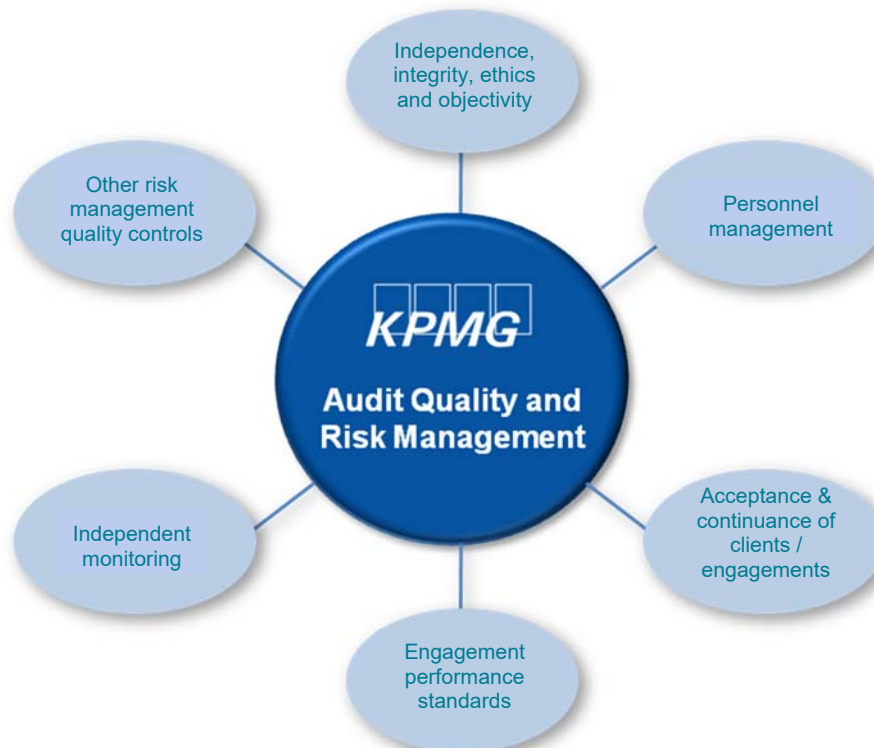 Independence,
integrity, ethics
and objectivity
Other risk
management
quality controls
Personnel
management
KPMG
Audit Quality and
Risk Management
Independent
monitoring
Acceptance &
continuance of
clients /
engagements
Engagement
performance
standards